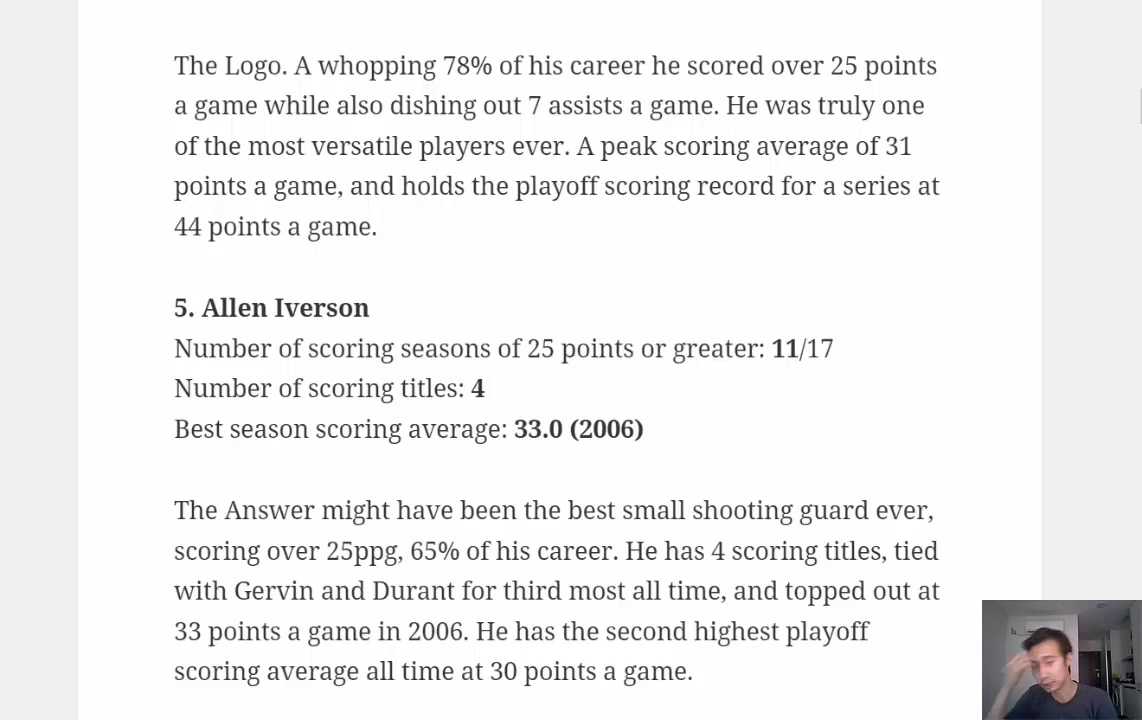 The Logo. A whopping 78% of his career he scored over 25 points
a game while also dishing out 7 assists a game. He was truly one
of the most versatile players ever. A peak scoring average of 31
points a game, and holds the playoff scoring record for a series at
44 points a game.
5. Allen Iverson
Number of scoring seasons of 25 points or greater: 11/17
Number of scoring titles: 4
Best season scoring average: 33.0 (2006)
The Answer might have been the best small shooting guard ever,
scoring over 25ppg, 65% of his career. He has 4 scoring titles, tied
with Gervin and Durant for third most all time, and topped out at
33 points a game in 2006. He has the second highest playoff
scoring average all time at 30 points a game.